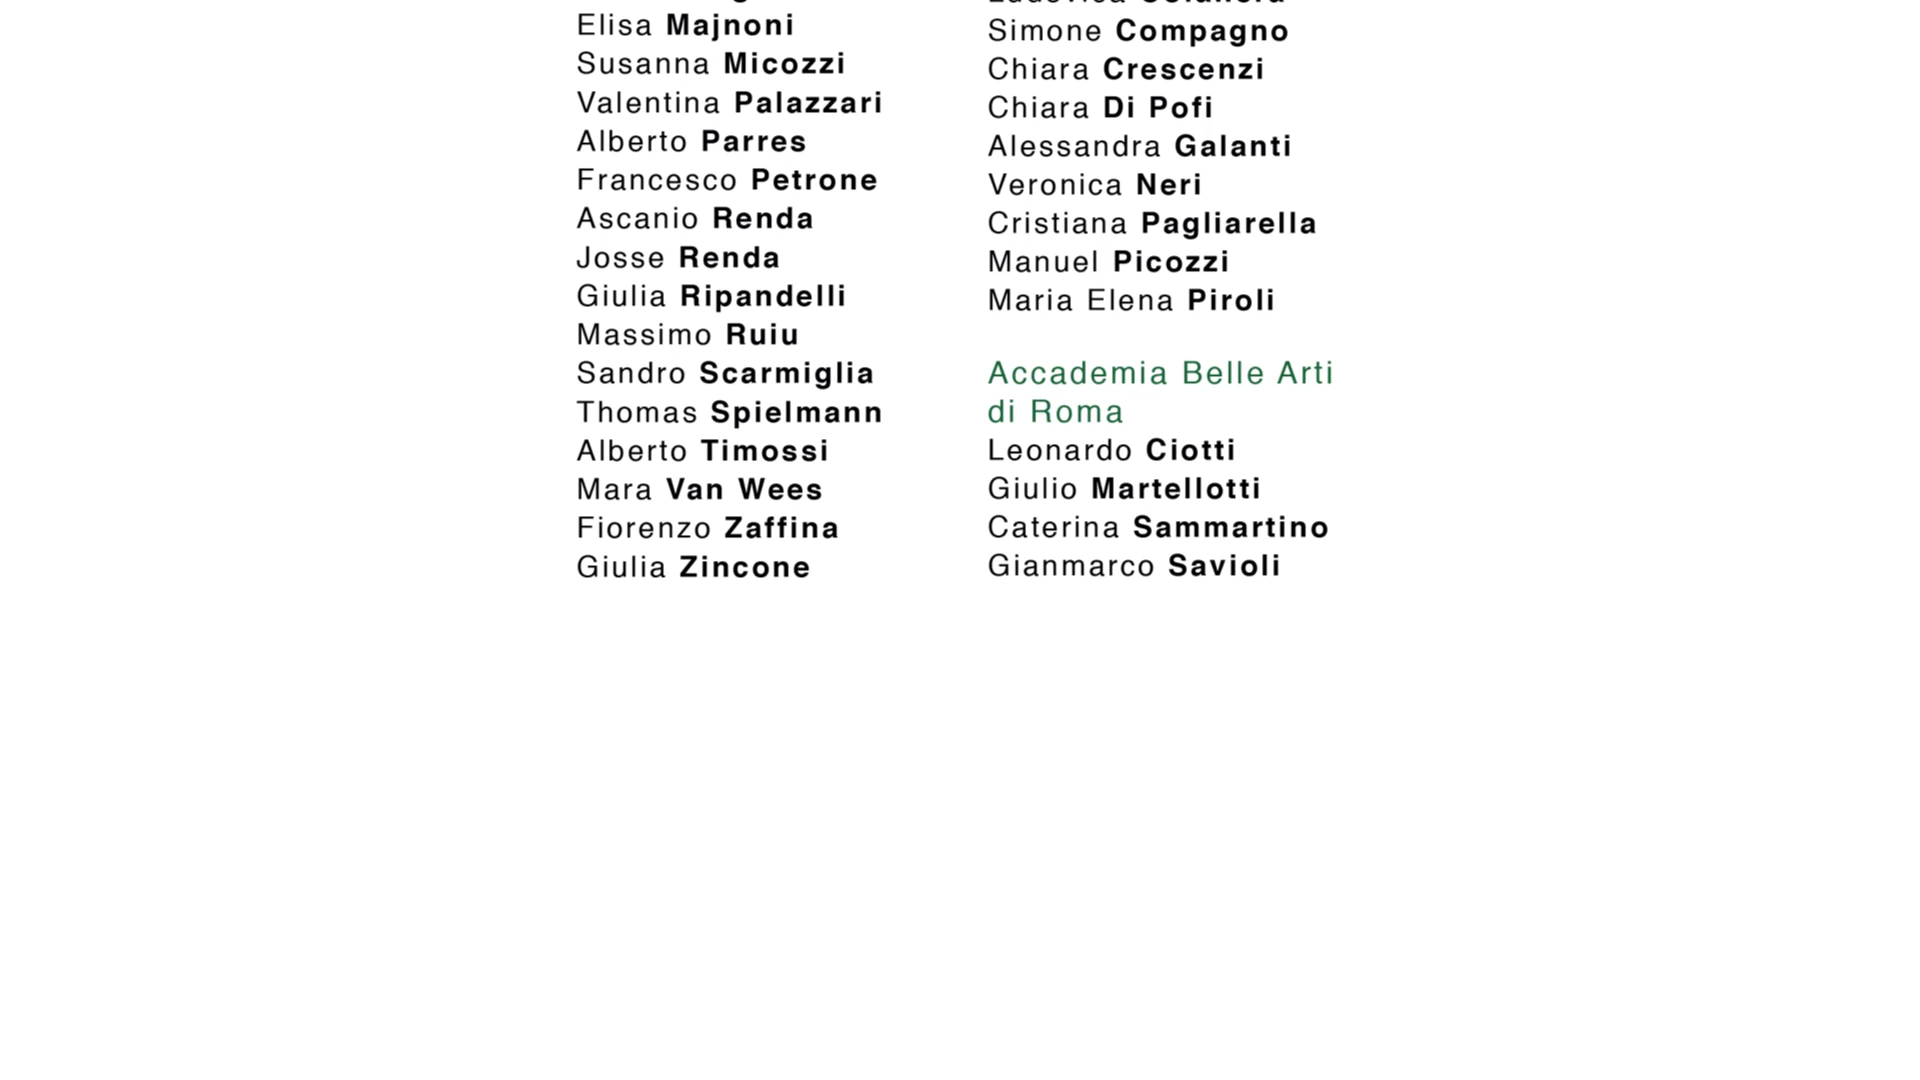 Elisa Majnoni
Susanna Micozzi
Valentina Palazzari
Alberto Parres
Francesco Petrone
Ascanio Renda
Josse Renda
Giulia Ripandelli
Massimo Ruiu
Sandro Scarmiglia
Thomas Spielmann
Alberto Timossi
Mara Van Wees
Fiorenzo Zaffina
Giulia Zincone
Simone Compagno
Chiara Crescenzi
Chiara Di Pofi
Alessandra Galanti
Veronica Neri
Cristiana Pagliarella
Manuel Picozzi
Maria Elena Piroli
Accademia Belle Arti
di Roma
Leonardo Ciotti
Giulio Martellotti
Caterina Sammartino
Gianmarco Savioli